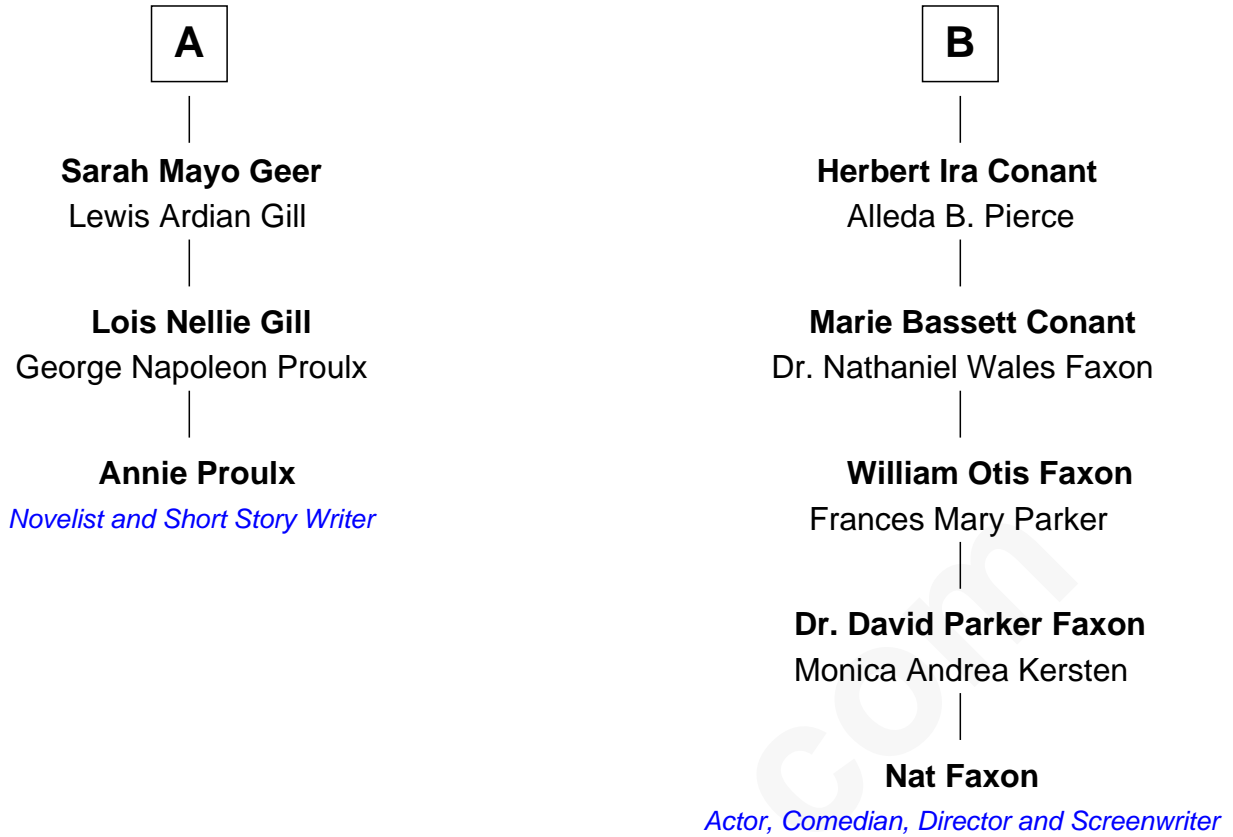 A
Sarah Mayo Geer
Lewis Ardian Gill
Lois Nellie Gill
George Napoleon Proulx
Annie Proulx
Novelist and Short Story Writer
B
Herbert Ira Conant
Alleda B. Pierce
Marie Bassett Conant
Dr. Nathaniel Wales Faxon
William Otis Faxon
Frances Mary Parker
Dr. David Parker Faxon
Monica Andrea Kersten
Nat Faxon
Actor, Comedian, Director and Screenwriter
com